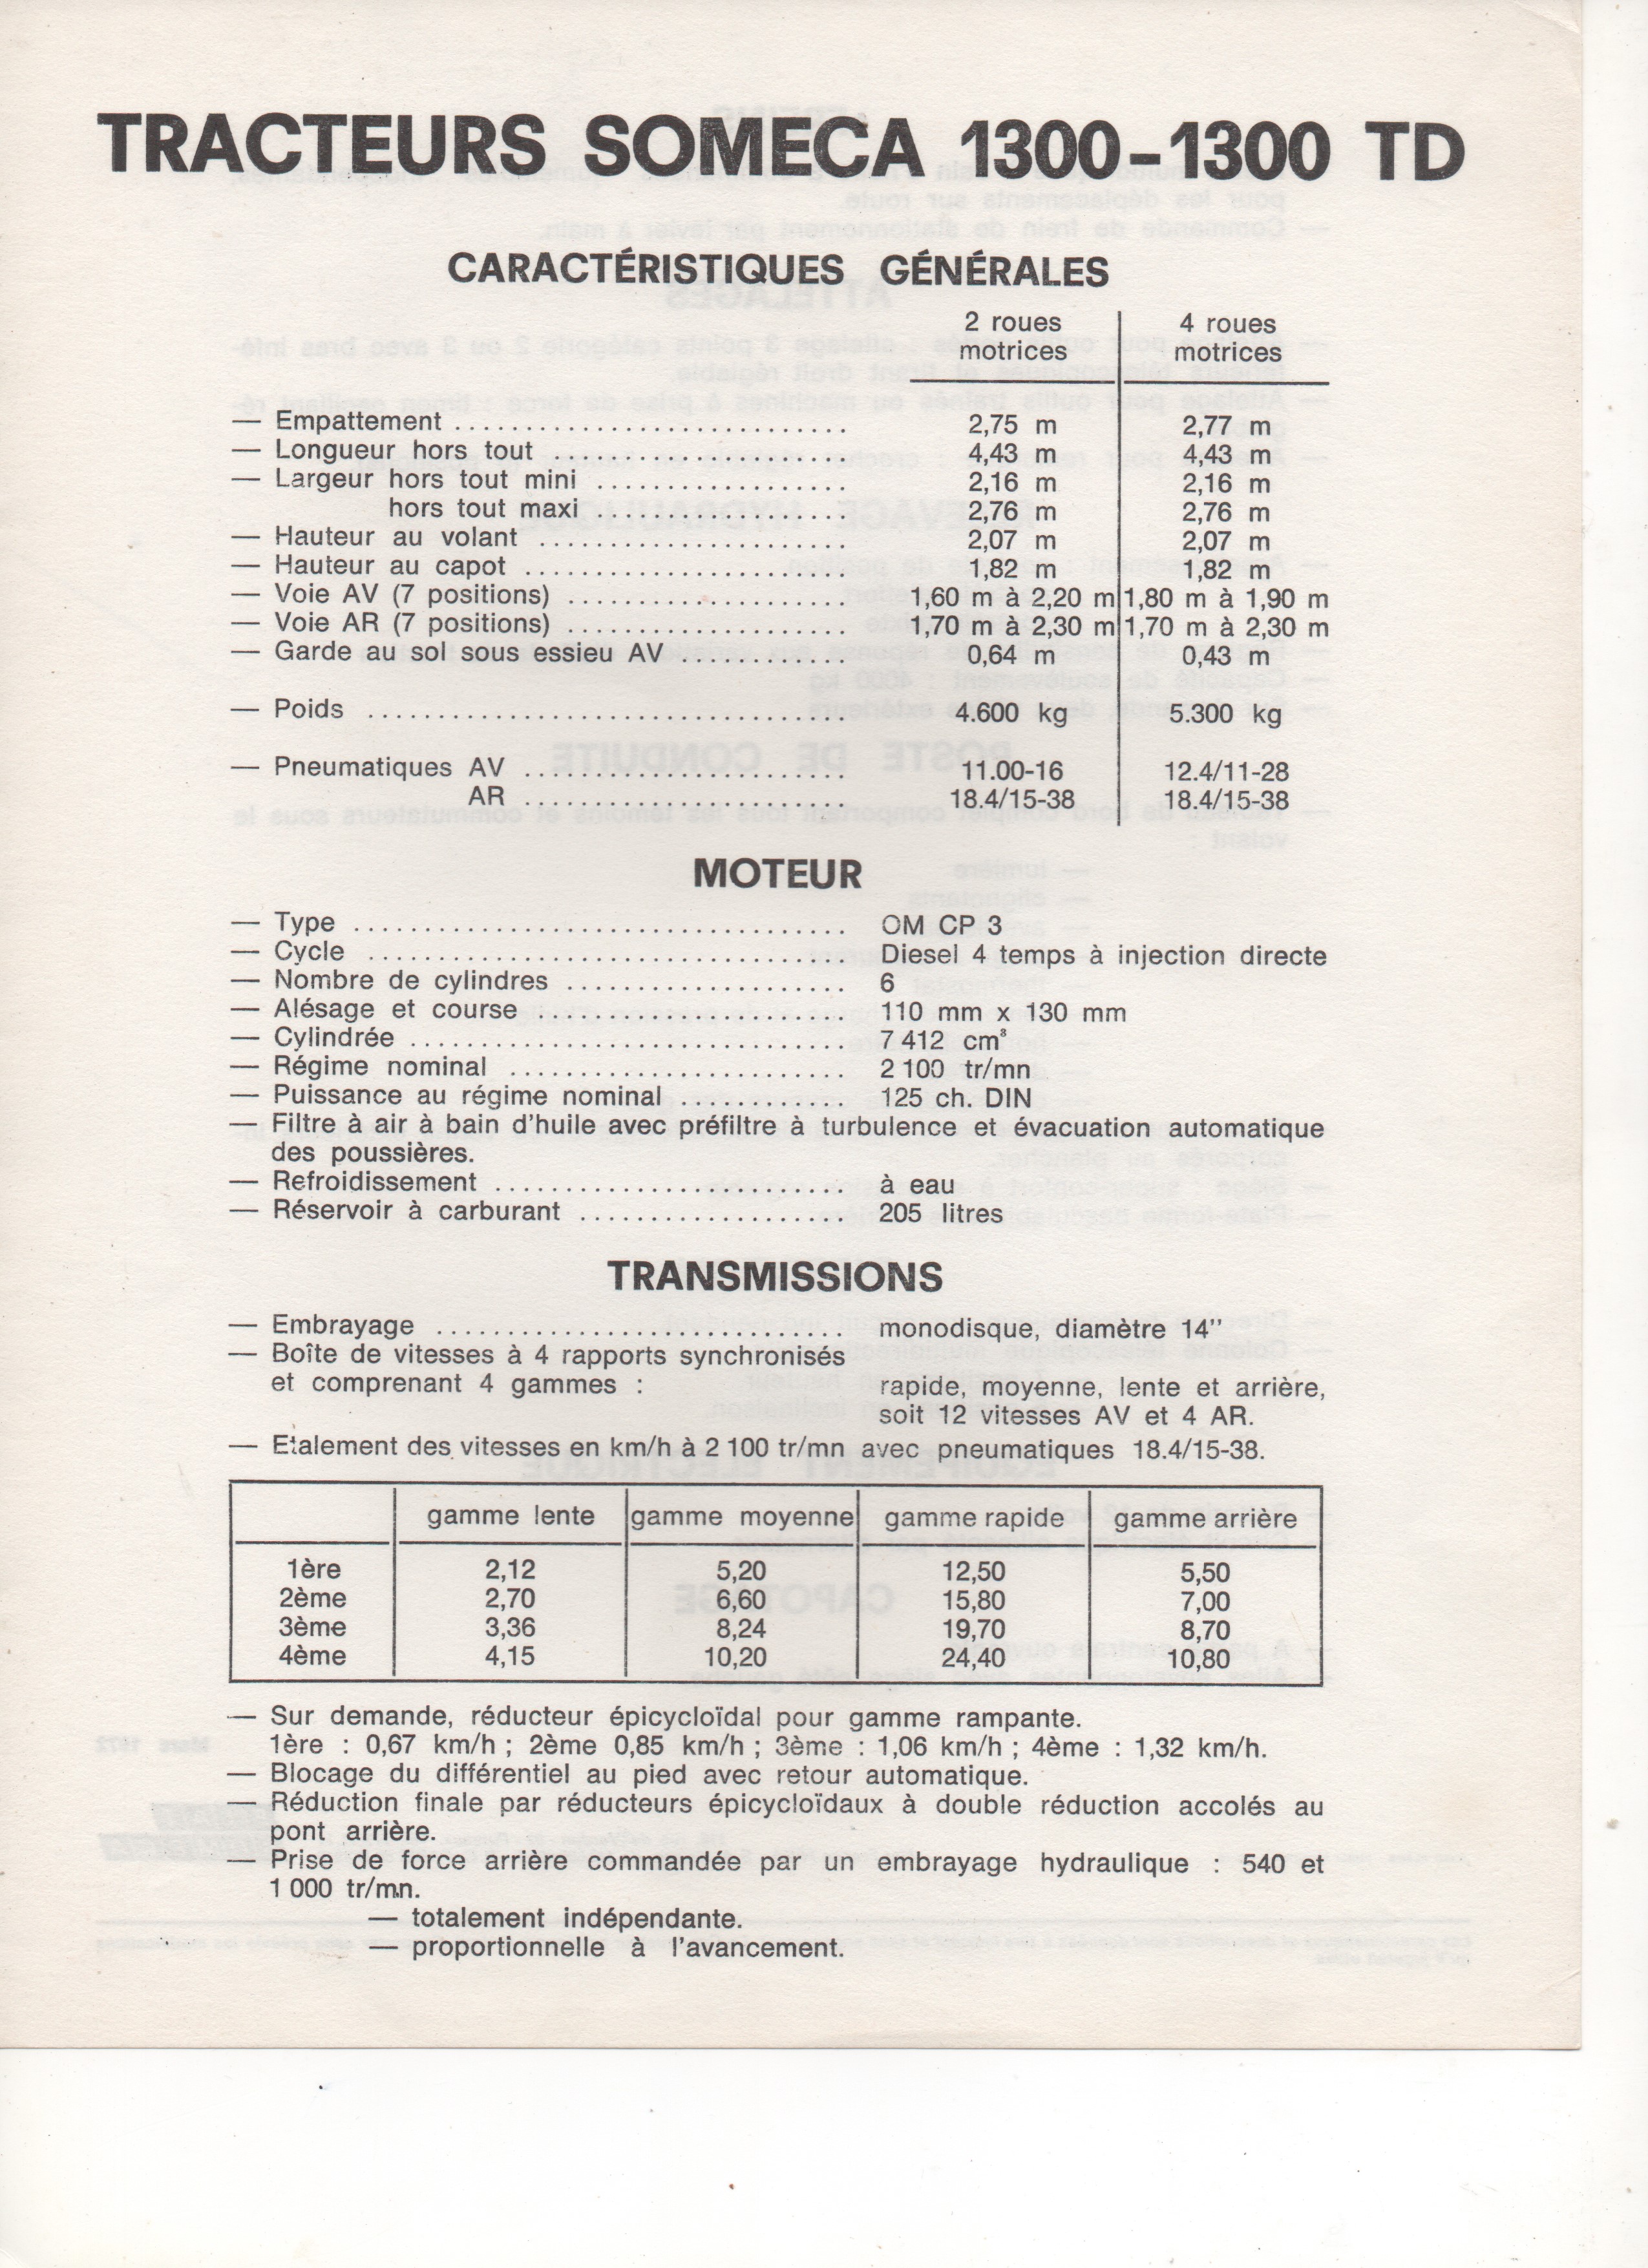 TRACTEURS SOMECA 1300-1300 TD
CARACTÉRISTIQUES GÉNÉRALES
2 roues motrices 4 roues motrices
— Empattement ............................ 2,75 m 2,77 m
— Longueur hors tout ..................... 4,43 m 4,43 m
— Largeur hors tout mini .................. 2,16 m 2,16 m
hors tout maxi ................... 2,76 m 2,76 m
— Hauteur au volant ...................... 2,07 m 2,07 m
— Hauteur au capot ....................... 1,82 m 1,82 m
— Voie AV (7 positions) .................... 1,60 m à 2,20 m 1,80 m à 1,90 m
— Voie AR (7 positions) .................... 1,70 m à 2,30 m 1,70 m à 2,30 m
— Garde au sol sous essieu AV ............ 0,64 m 0,43 m
— Poids .................................. 4.600 kg 5.300 kg
— Pneumatiques AV ....................... 11.00-16 12.4/11-28
AR ....................... 18.4/15-38 18.4/15-38
MOTEUR
— Type ................................... OM CP 3
— Cycle .................................. Diesel 4 temps à injection directe
— Nombre de cylindres .................... 6
— Alésage et course ...................... 110 mm x 130 mm
— Cylindrée ............................... 7 412 cm³
— Régime nominal ........................ 2 100 tr/mn
— Puissance au régime nominal ............ 125 ch. DIN
— Filtre à air à bain d'huile avec préfiltre à turbulence et évacuation automatique
des poussières.
— Refroidissement ......................... à eau
— Réservoir à carburant ................... 205 litres
TRANSMISSIONS
— Embrayage ............................. monodisque, diamètre 14"
— Boîte de vitesses à 4 rapports synchronisés
et comprenant 4 gammes : rapide, moyenne, lente et arrière,
soit 12 vitesses AV et 4 AR.
— Etalement des vitesses en km/h à 2 100 tr/mn avec pneumatiques 18.4/15-38.
gamme lente gamme moyenne gamme rapide gamme arrière
1ère 2,12 5,20 12,50 5,50
2ème 2,70 6,60 15,80 7,00
3ème 3,36 8,24 19,70 8,70
4ème 4,15 10,20 24,40 10,80
— Sur demande, réducteur épicycloïdal pour gamme rampante.
1ère : 0,67 km/h ; 2ème 0,85 km/h ; 3ème : 1,06 km/h ; 4ème : 1,32 km/h.
— Blocage du différentiel au pied avec retour automatique.
— Réduction finale par réducteurs épicycloïdaux à double réduction accolés au
pont arrière.
— Prise de force arrière commandée par un embrayage hydraulique : 540 et
1 000 tr/mn.
— totalement indépendante.
— proportionnelle à l'avancement.